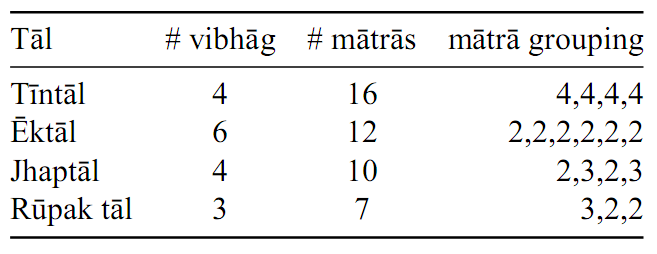 Tāl # vibhāg # mātrās mātrā grouping
Tīntāl 4 16 4,4,4,4
Ēktāl 6 12 2,2,2,2,2,2
Jhaptāl 4 10 2,3,2,3
Rūpak tāl 3 7 3,2,2